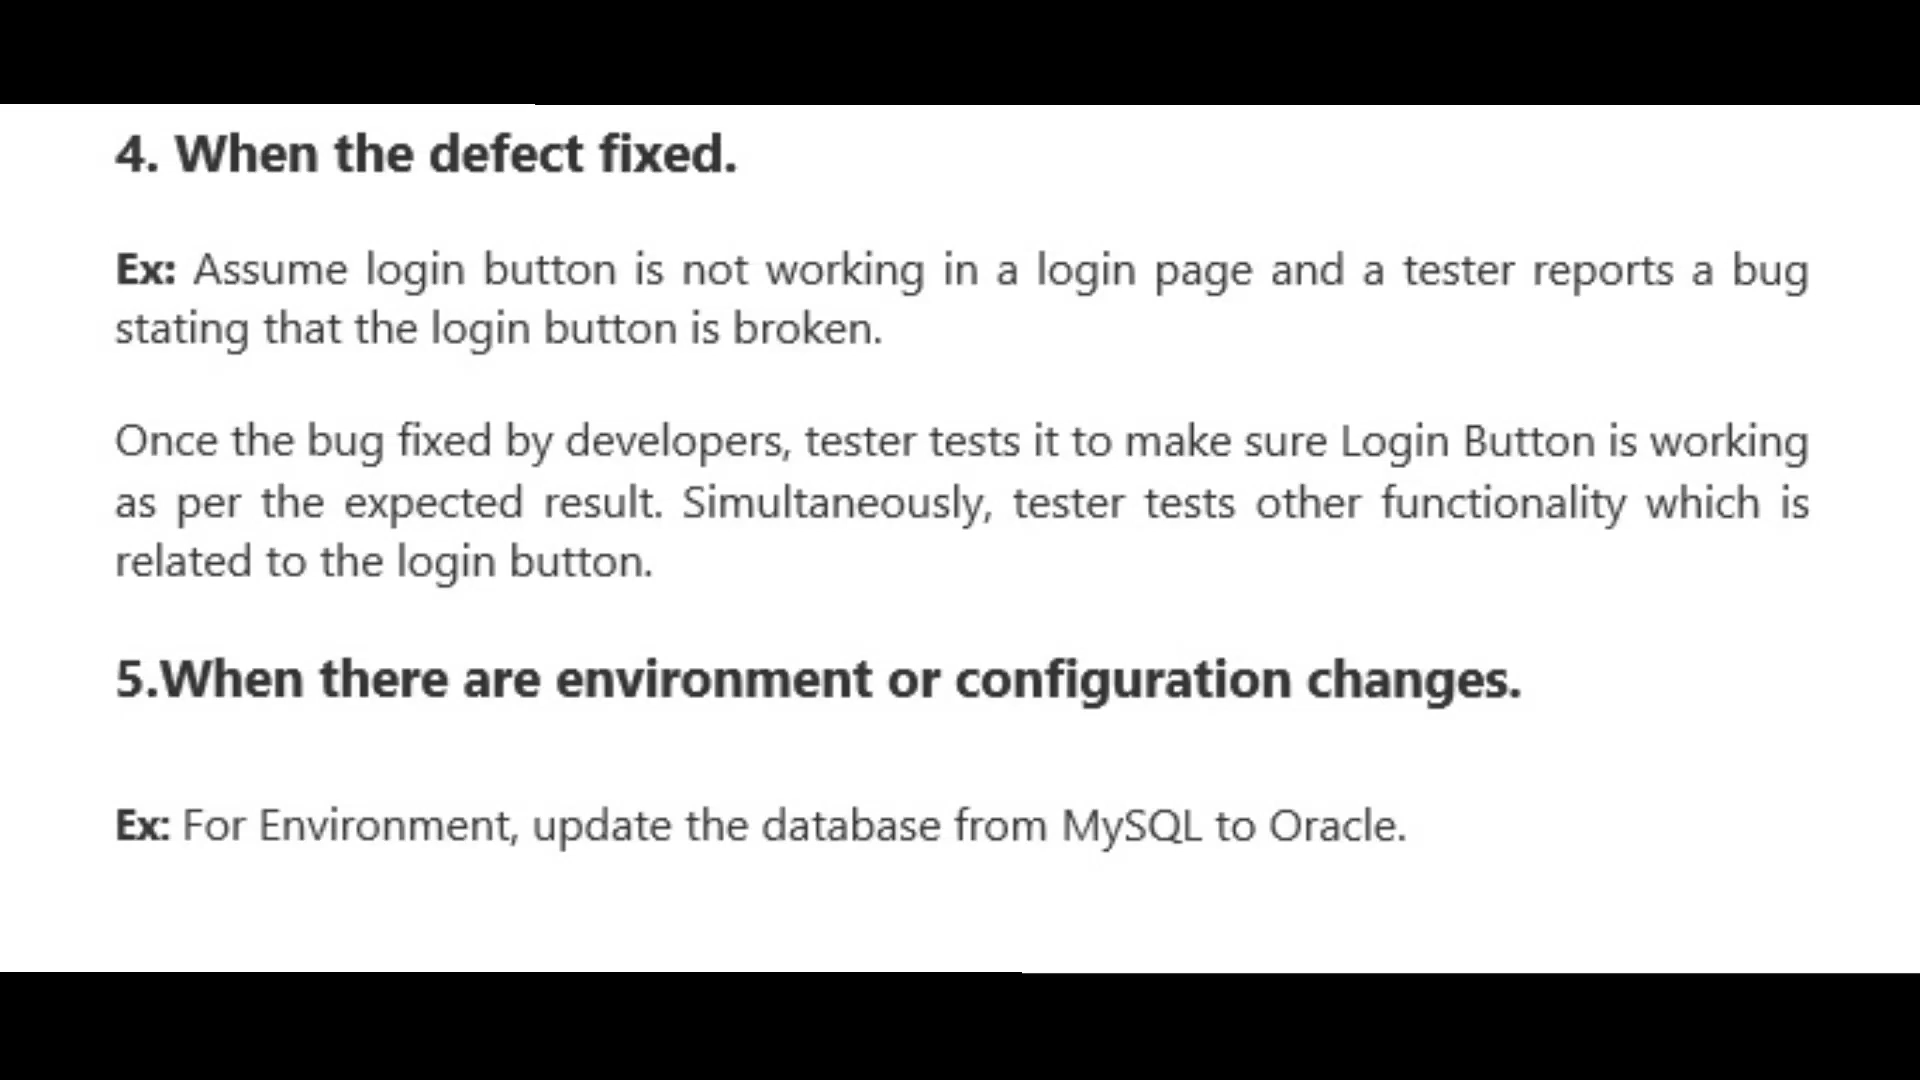 4. When the defect fixed.
Ex: Assume login button is not working in a login page and a tester reports a bug
stating that the login button is broken.
Once the bug fixed by developers, tester tests it to make sure Login Button is working
as per the expected result. Simultaneously, tester tests other functionality which is
related to the login button.
5.When there are environment or configuration changes.
Ex: For Environment, update the database from MySQL to Oracle.